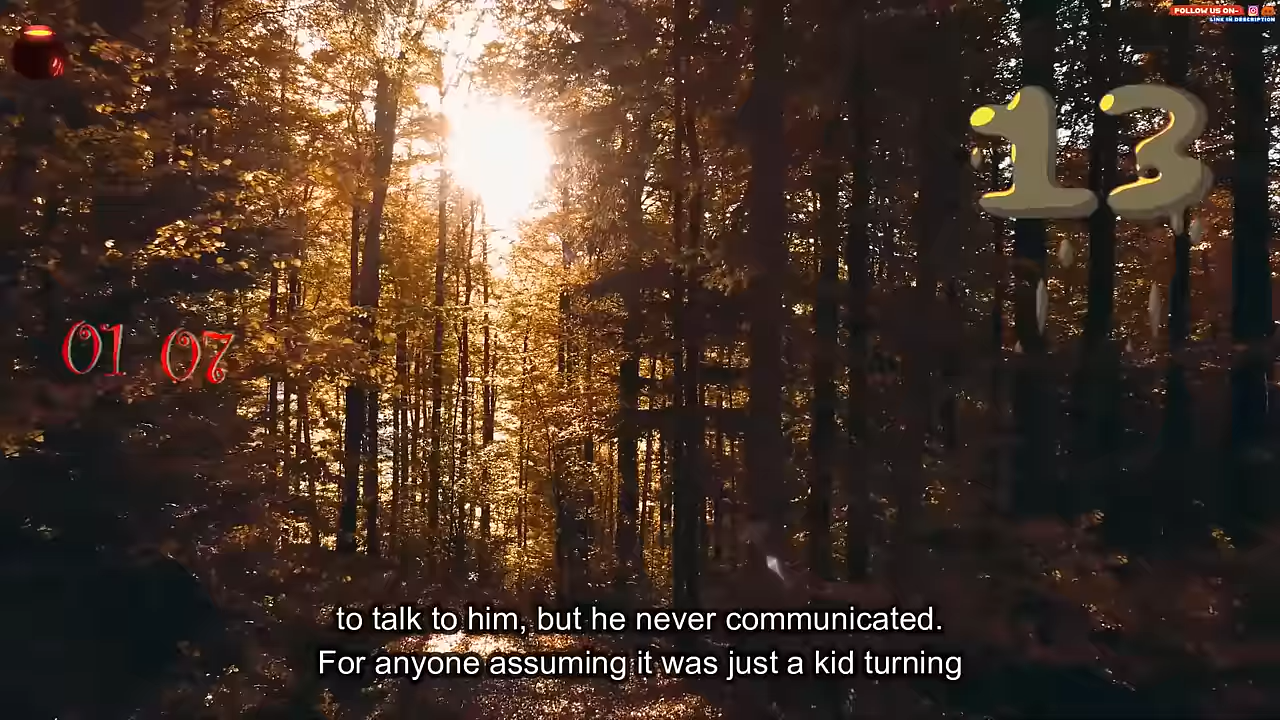 FOLLOW US ON-
LINK IN DESCRIPTION
13
01 07
to talk to him, but he never communicated.
For anyone assuming it was just a kid turning